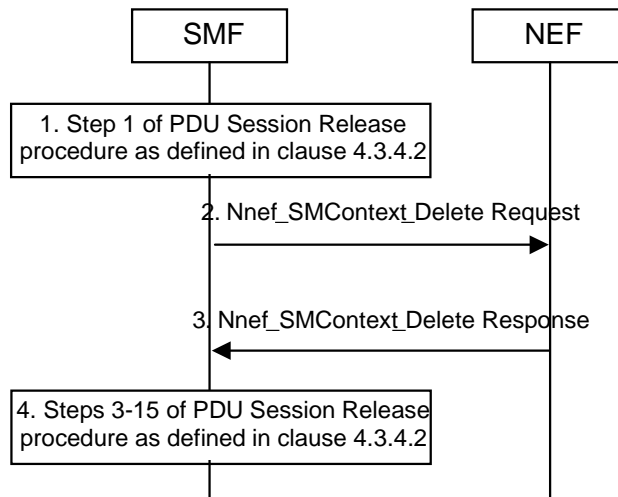 SMF
NEF
1. Step 1 of PDU Session Release
procedure as defined in clause 4.3.4.2
2. Nnef_SMContext_Delete Request
3. Nnef_SMContext_Delete Response
4. Steps 3-15 of PDU Session Release
procedure as defined in clause 4.3.4.2